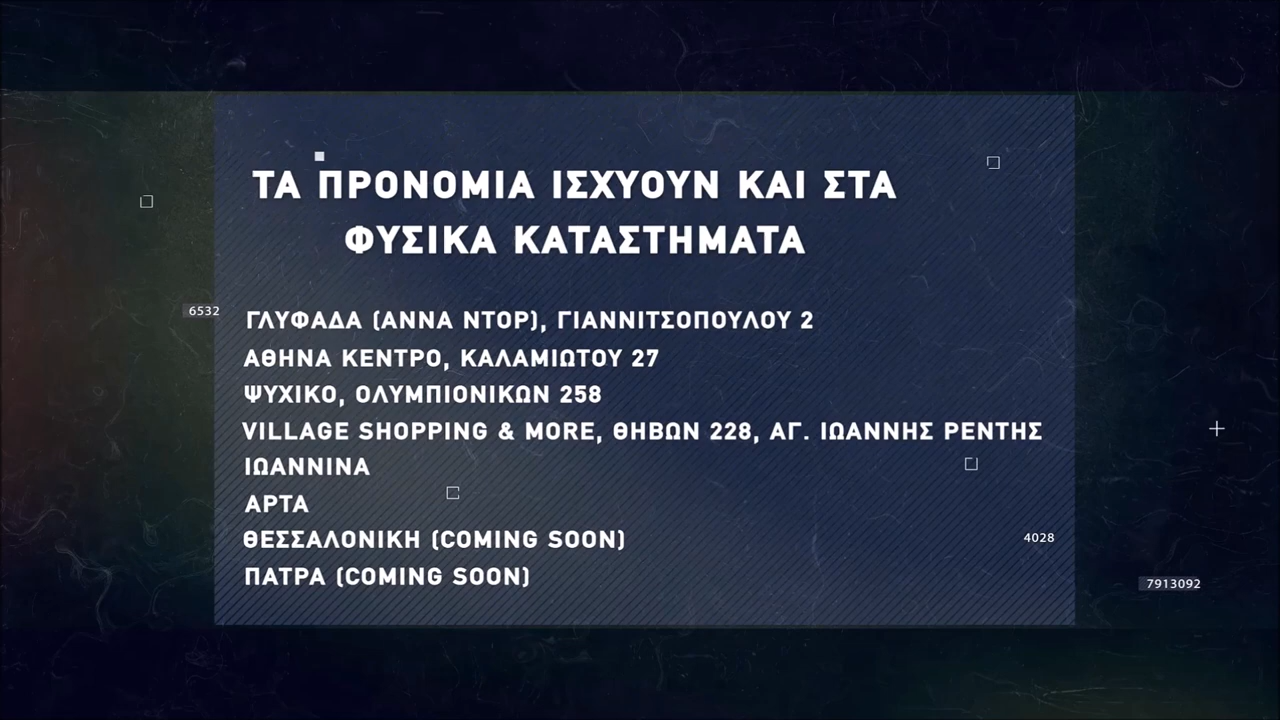 ΤΑ ΠΡΟΝΟΜΙΑ ΙΣΧΥΟΥΝ ΚΑΙ ΣΤΑ
ΦΥΣΙΚΑ ΚΑΤΑΣΤΗΜΑΤΑ
6532
ΓΛΥΦΑΔΑ (ΑΝΝΑ ΝΤΟΡ), ΓΙΑΝΝΙΤΣΟΠΟΥΛΟΥ 2
ΑΘΗΝΑ ΚΕΝΤΡΟ, ΚΑΛΑΜΙΩΤΟΥ 27
ΨΥΧΙΚΟ, ΟΛΥΜΠΙΟΝΙΚΩΝ 258
VILLAGE SHOPPING & MORE, ΘΗΒΩΝ 228, ΑΓ. ΙΩΑΝΝΗΣ ΡΕΝΤΗΣ
ΙΩΑΝΝΙΝΑ
ΑΡΤΑ
ΘΕΣΣΑΛΟΝΙΚΗ (COMING SOON)
4028
ΠΑΤΡΑ (COMING SOON)
7913092